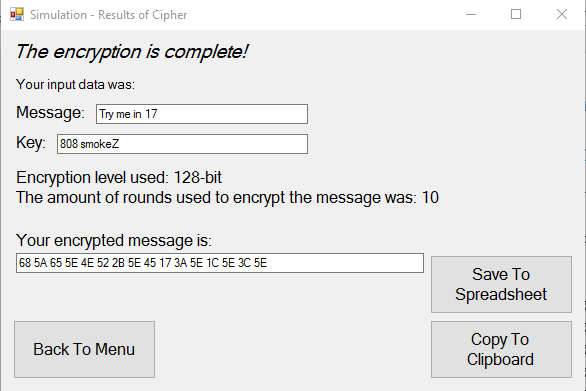 Simulation - Results of Cipher
The encryption is complete!
Your input data was:
Message: Try me in 17
Key: 808 smokeZ
Encryption level used: 128-bit
The amount of rounds used to encrypt the message was: 10
Your encrypted message is:
68 5A 65 5E 4E 52 2B 5E 45 17 3A 5E 1C 5E 3C 5E
Save To
Spreadsheet
Back To Menu
Copy To
Clipboard